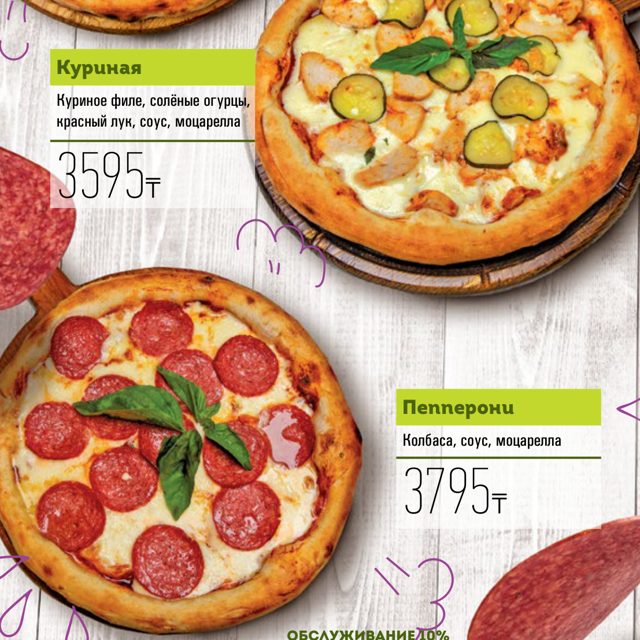 Куриная
Куриное филе, солёные огурцы,
красный лук, соус, моцарелла
3595₸
Пепперони
Колбаса, соус, моцарелла
3795₸
ОБСЛУЖИВАНИЕ 10%